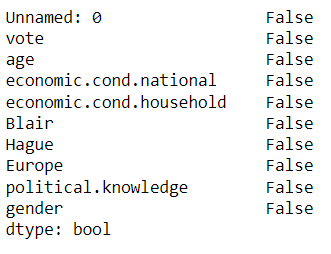 Unnamed: 0 False
vote False
age False
economic.cond.national False
economic.cond.household False
Blair False
Hague False
Europe False
political.knowledge False
gender False
dtype: bool